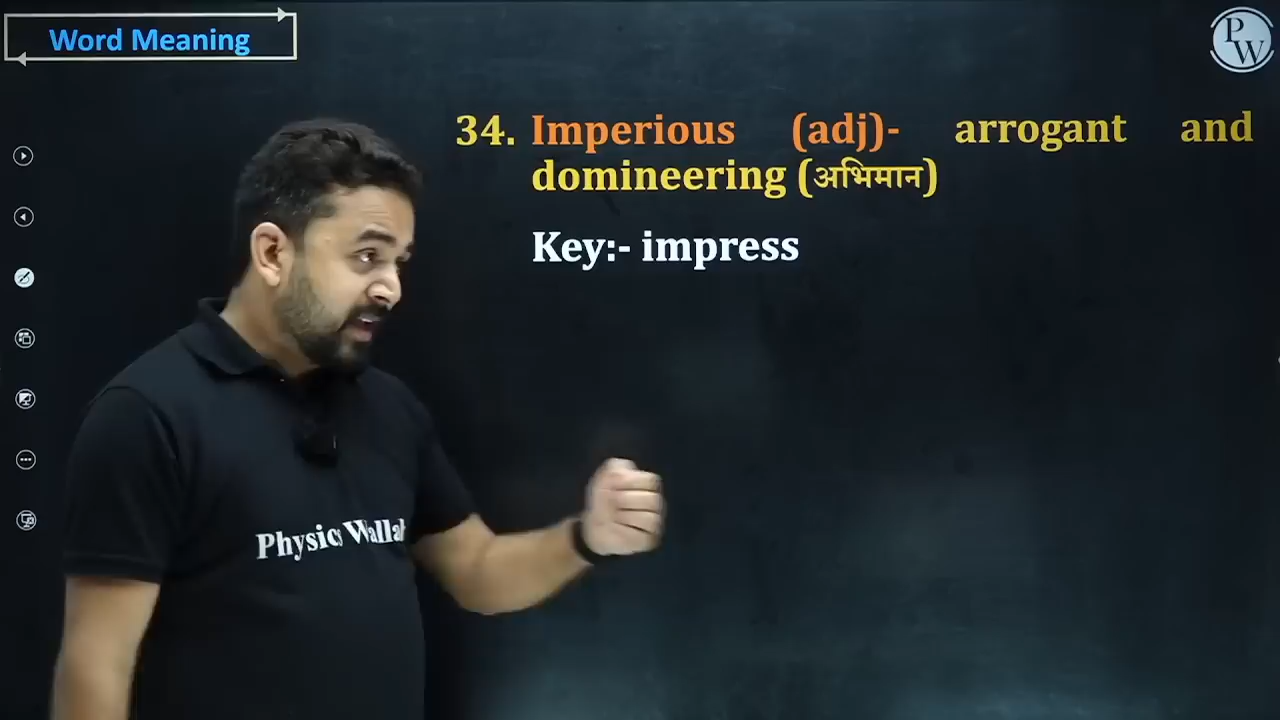 Word Meaning
PW
34. Imperious (adj)- arrogant and
domineering (अभिमान)
Key:- impress
Physics Wallah